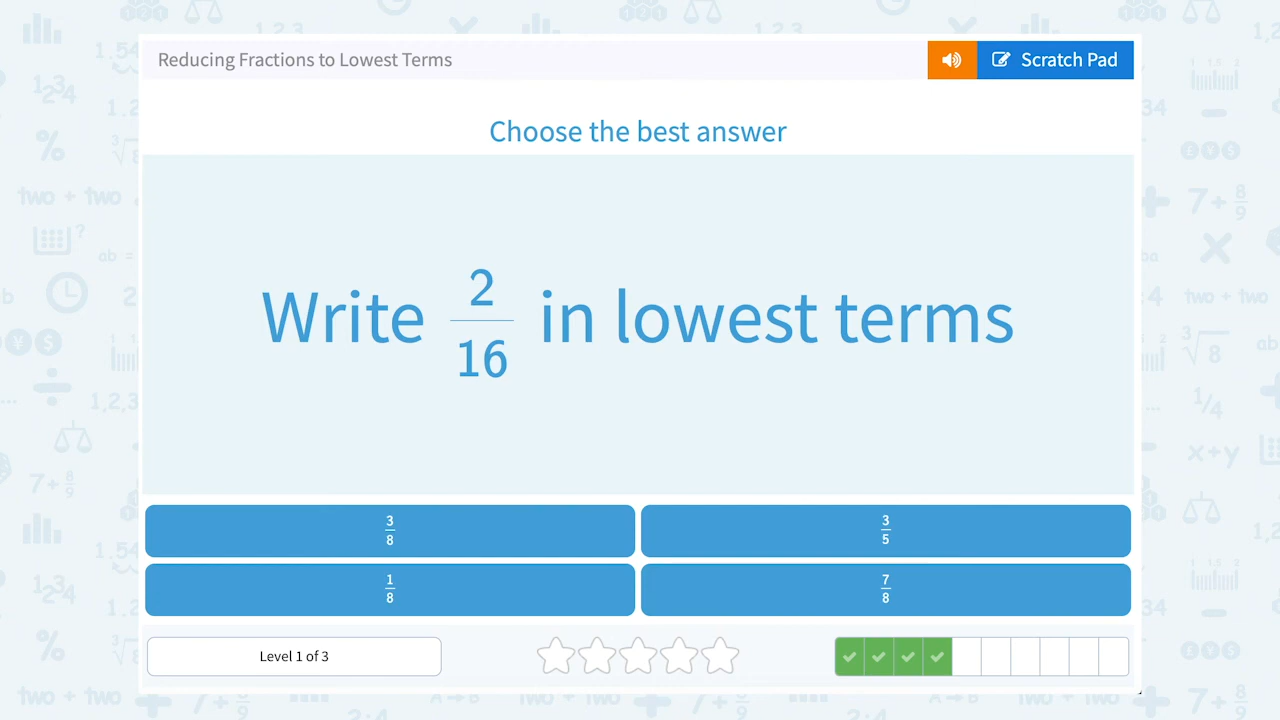 Reducing Fractions to Lowest Terms
Scratch Pad
Choose the best answer
Write 2/16 in lowest terms
3/8
3/5
1/8
7/8
Level 1 of 3